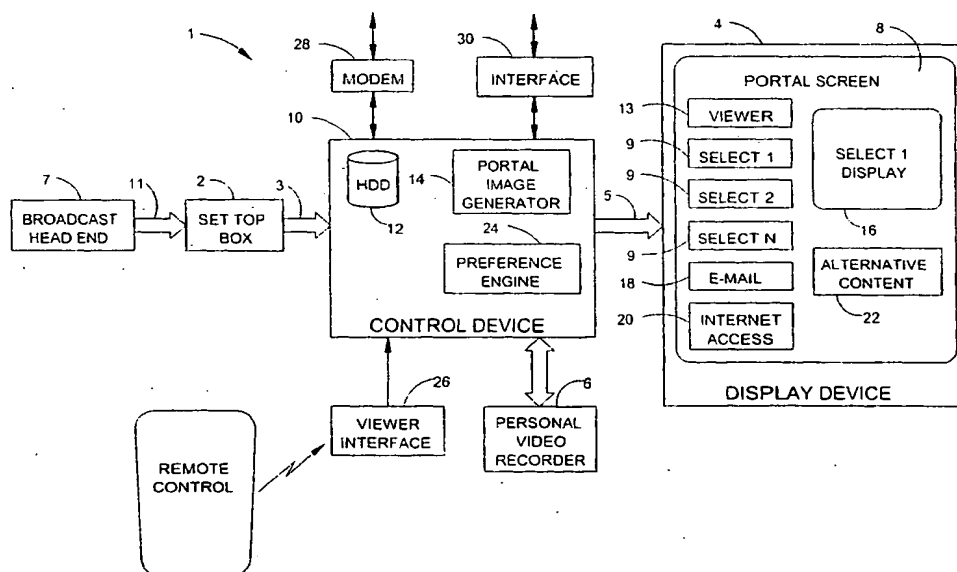 1
28
MODEM
30
INTERFACE
4
8
PORTAL SCREEN
13
VIEWER
9
SELECT 1
9
SELECT 2
9
SELECT N
18
E-MAIL
20
INTERNET
ACCESS
SELECT 1
DISPLAY
16
ALTERNATIVE
CONTENT
22
DISPLAY DEVICE
10
HDD
12
14
PORTAL
IMAGE
GENERATOR
24
PREFERENCE
ENGINE
CONTROL DEVICE
5
7
BROADCAST
HEAD END
11
2
SET TOP
BOX
3
26
VIEWER
INTERFACE
6
PERSONAL
VIDEO
RECORDER
REMOTE
CONTROL